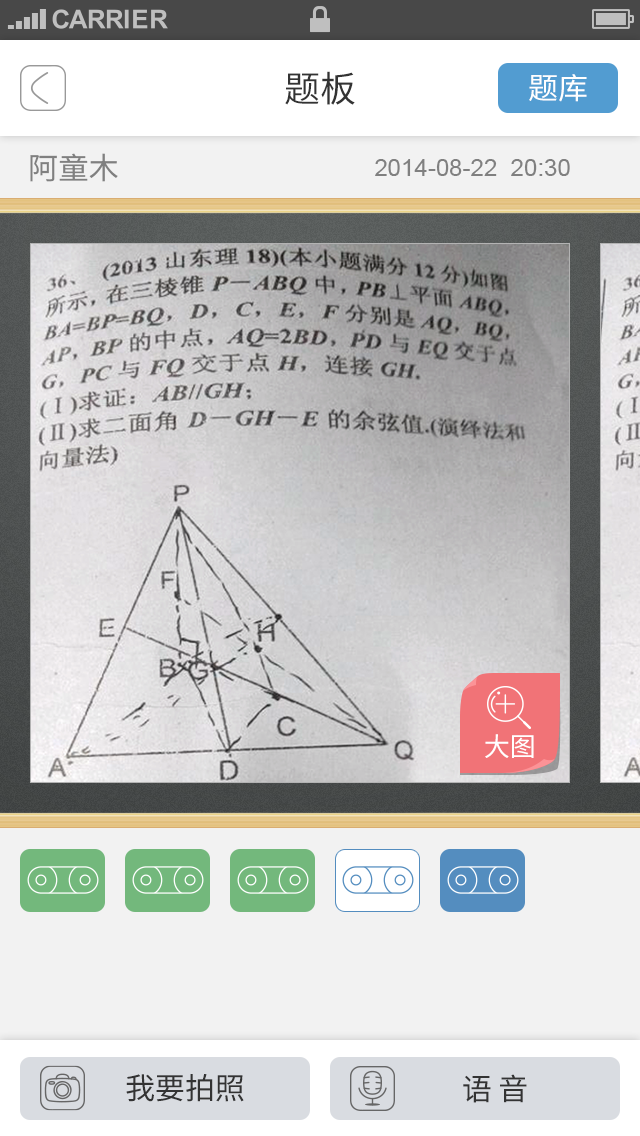 CARRIER
题板
题库
阿童木
2014-08-22 20:30
36、 (2013 山东理 18)(本小题满分 12 分)如图
所示，在三棱锥 P－ABQ 中，PB⊥平面 ABQ，
BA=BP=BQ，D，C，E，F 分别是 AQ，BQ，
AP，BP 的中点，AQ=2BD，PD 与 EQ 交于点
G，PC 与 FQ 交于点 H，连接 GH.
(Ⅰ)求证：AB//GH；
(Ⅱ)求二面角 D－GH－E 的余弦值.(演绎法和
向量法)
P
F
E
H
B
G
C
A
D
Q
大图
36
所
B
A
G
(Ⅰ
(Ⅱ
向
A
我要拍照
语音